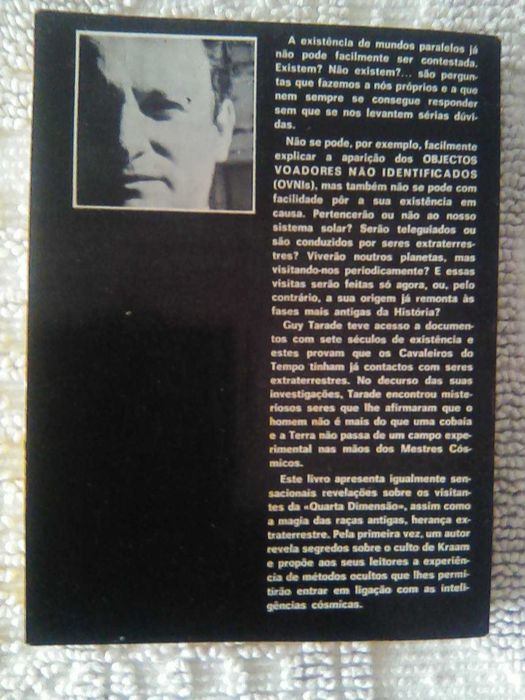 A existência de mundos paralelos já
não pode facilmente ser contestada.
Existem? Não existem?... são pergun-
tas que fazemos a nós próprios e a que
nem sempre se consegue responder
sem que se nos levantem sérias dúvi-
das.
Não se pode, por exemplo, facilmente
explicar a aparição dos OBJECTOS
VOADORES NÃO IDENTIFICADOS
(OVNIs), mas também não se pode com
facilidade pôr a sua existência em
causa. Pertencerão ou não ao nosso
sistema solar? Serão teleguiados ou
são conduzidos por seres extraterres-
tres? Viverão noutros planetas, mas
visitando-nos periodicamente? E essas
visitas serão feitas só agora, ou, pelo
contrário, a sua origem já remonta às
fases mais antigas da História?
Guy Tarade teve acesso a documen-
tos com sete séculos de existência e
estes provam que os Cavaleiros do
Tempo tinham já contactos com seres
extraterrestres. No decurso das suas
investigações, Tarade encontrou miste-
riosos seres que lhe afirmaram que o
homem não é mais do que uma cobaia
e a Terra não passa de um campo expe-
rimental nas mãos dos Mestres Cós-
micos.
Este livro apresenta igualmente sen-
sacionais revelações sobre os visitan-
tes da «Quarta Dimensão», assim como
a magia das raças antigas, herança ex-
traterrestre. Pela primeira vez, um autor
revela segredos sobre o culto de Kraam
e propõe aos seus leitores a experiên-
cia de métodos ocultos que lhes permi-
tirão entrar em ligação com as inteli-
gências cósmicas.